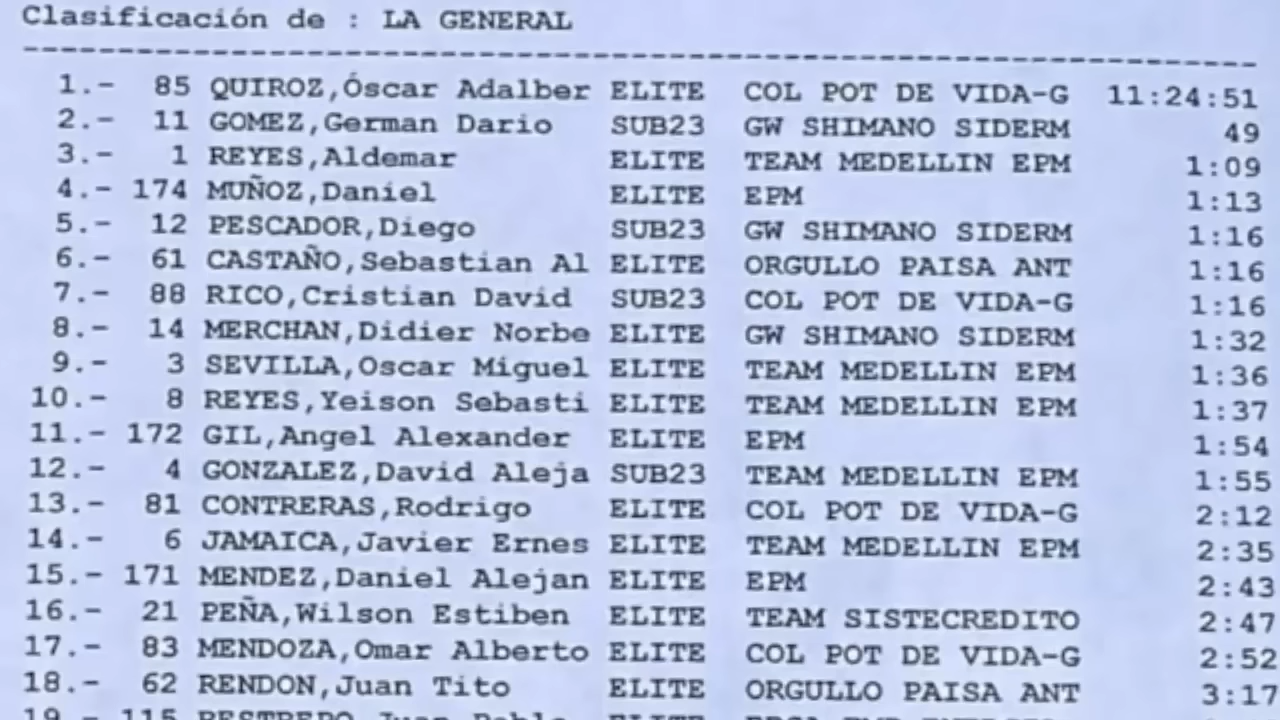 Clasificación de : LA GENERAL
--------------------------------------------------------------------------------
1.- 85 QUIROZ,Óscar Adalber ELITE COL POT DE VIDA-G 11:24:51
2.- 11 GOMEZ,German Dario SUB23 GW SHIMANO SIDERM 49
3.- 1 REYES,Aldemar ELITE TEAM MEDELLIN EPM 1:09
4.- 174 MUÑOZ,Daniel ELITE EPM 1:13
5.- 12 PESCADOR,Diego SUB23 GW SHIMANO SIDERM 1:16
6.- 61 CASTAÑO,Sebastian Al ELITE ORGULLO PAISA ANT 1:16
7.- 88 RICO,Cristian David SUB23 COL POT DE VIDA-G 1:16
8.- 14 MERCHAN,Didier Norbe ELITE GW SHIMANO SIDERM 1:32
9.- 3 SEVILLA,Oscar Miguel ELITE TEAM MEDELLIN EPM 1:36
10.- 8 REYES,Yeison Sebasti ELITE TEAM MEDELLIN EPM 1:37
11.- 172 GIL,Angel Alexander ELITE EPM 1:54
12.- 4 GONZALEZ,David Aleja SUB23 TEAM MEDELLIN EPM 1:55
13.- 81 CONTRERAS,Rodrigo ELITE COL POT DE VIDA-G 2:12
14.- 6 JAMAICA,Javier Ernes ELITE TEAM MEDELLIN EPM 2:35
15.- 171 MENDEZ,Daniel Alejan ELITE EPM 2:43
16.- 21 PEÑA,Wilson Estiben ELITE TEAM SISTECREDITO 2:47
17.- 83 MENDOZA,Omar Alberto ELITE COL POT DE VIDA-G 2:52
18.- 62 RENDON,Juan Tito ELITE ORGULLO PAISA ANT 3:17
19.- 115 RESTREPO,Juan Pablo ELITE